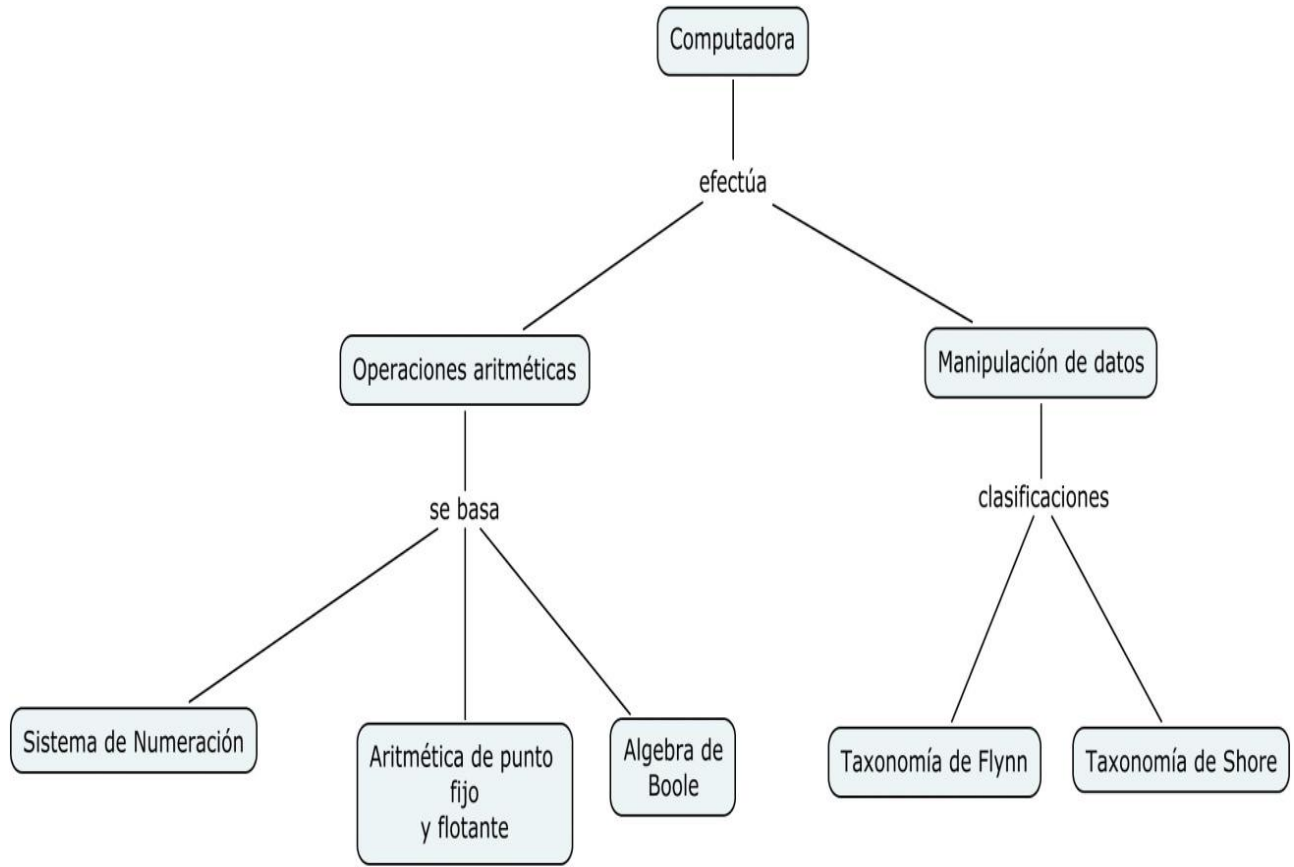 Computadora
efectúa
Operaciones aritméticas
Manipulación de datos
se basa
clasificaciones
Sistema de Numeración
Aritmética de punto
fijo
y flotante
Algebra de
Boole
Taxonomía de Flynn
Taxonomía de Shore